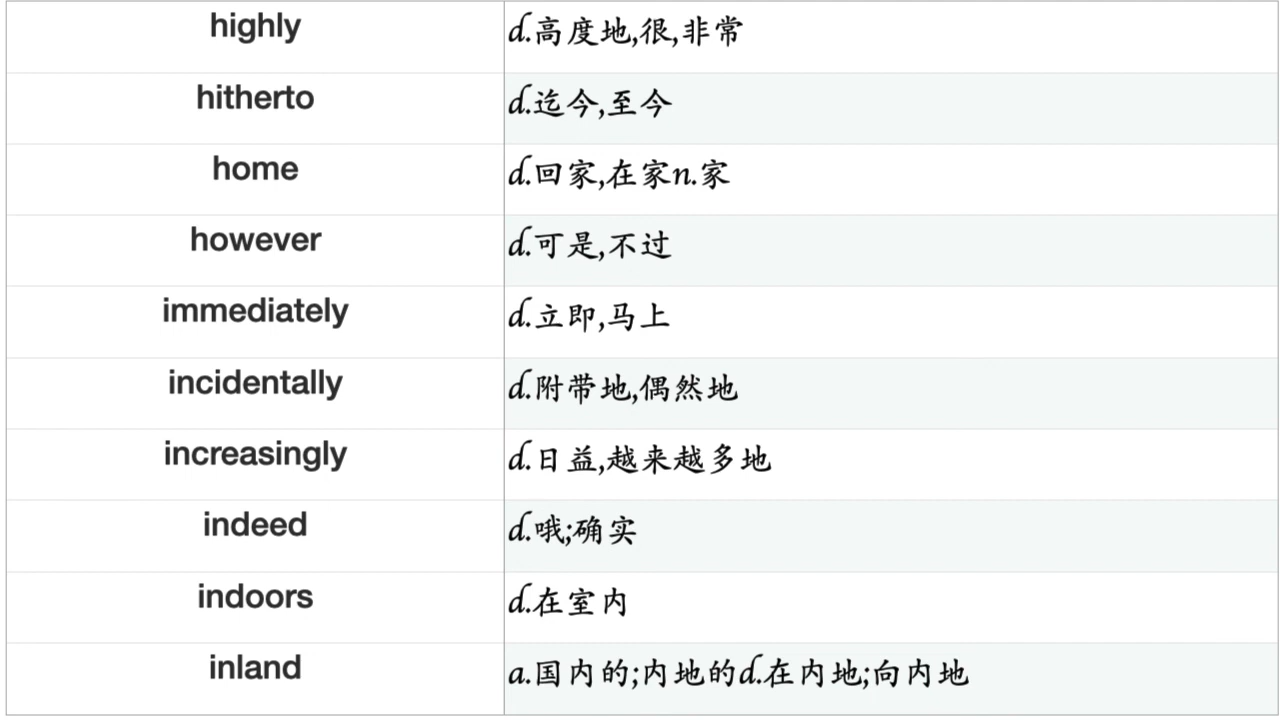 highly d.高度地,很,非常
hitherto d.迄今,至今
home d.回家,在家n.家
however d.可是,不过
immediately d.立即,马上
incidentally d.附带地,偶然地
increasingly d.日益,越来越多地
indeed d.哦;确实
indoors d.在室内
inland a.国内的;内地的d.在内地;向内地